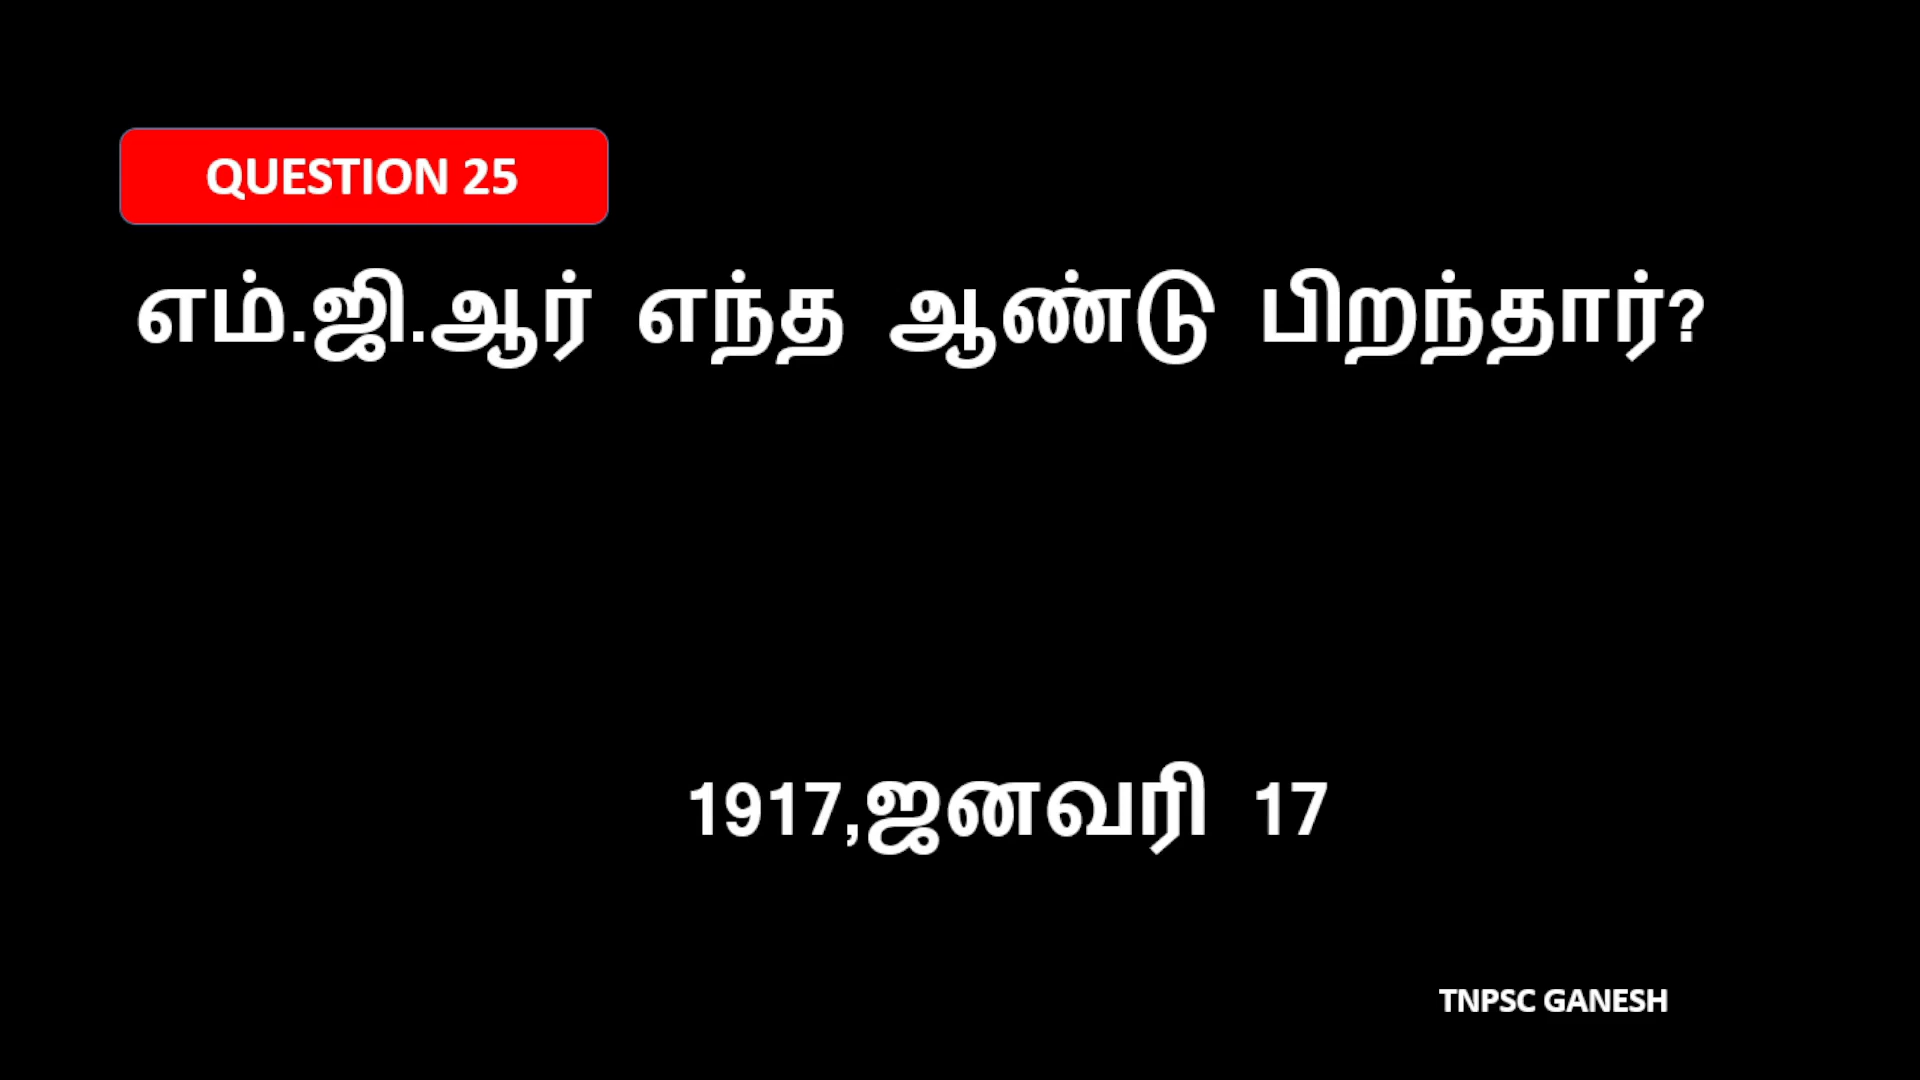 QUESTION 25
எம்.ஜி.ஆர் எந்த ஆண்டு பிறந்தார்?
1917,ஜனவரி 17
TNPSC GANESH